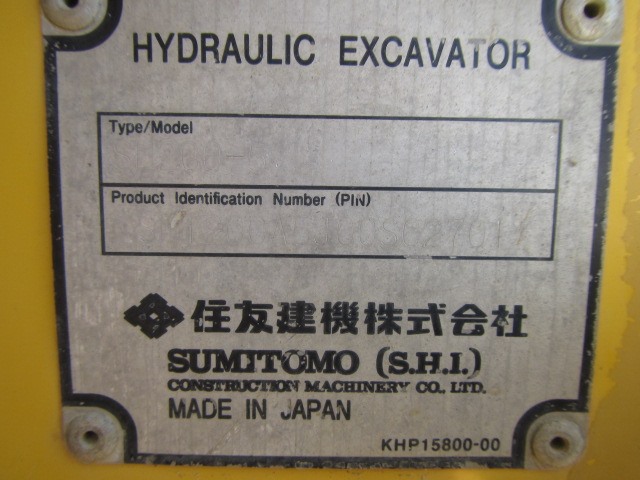 HYDRAULIC EXCAVATOR
Type/Model
Product Identification Number (PIN)
住友建機株式会社
SUMITOMO (S.H.I.)
CONSTRUCTION MACHINERY CO., LTD.
MADE IN JAPAN
KHP15800-00